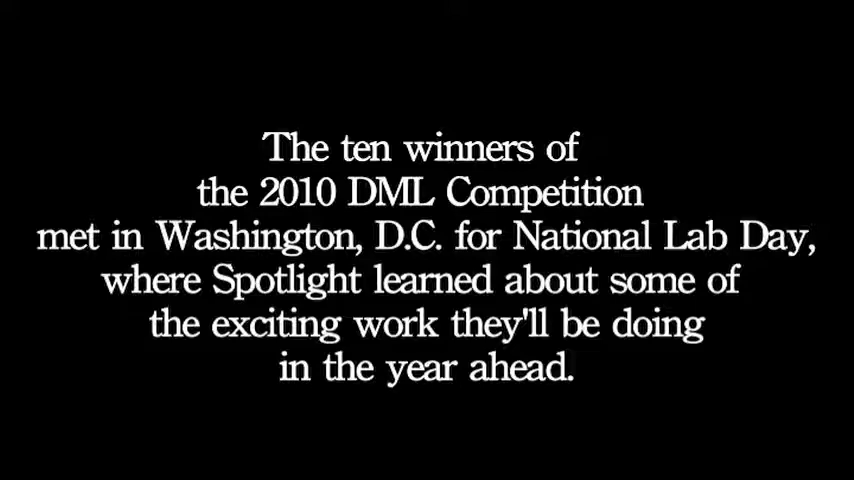 The ten winners of
the 2010 DML Competition
met in Washington, D.C. for National Lab Day,
where Spotlight learned about some of
the exciting work they'll be doing
in the year ahead.